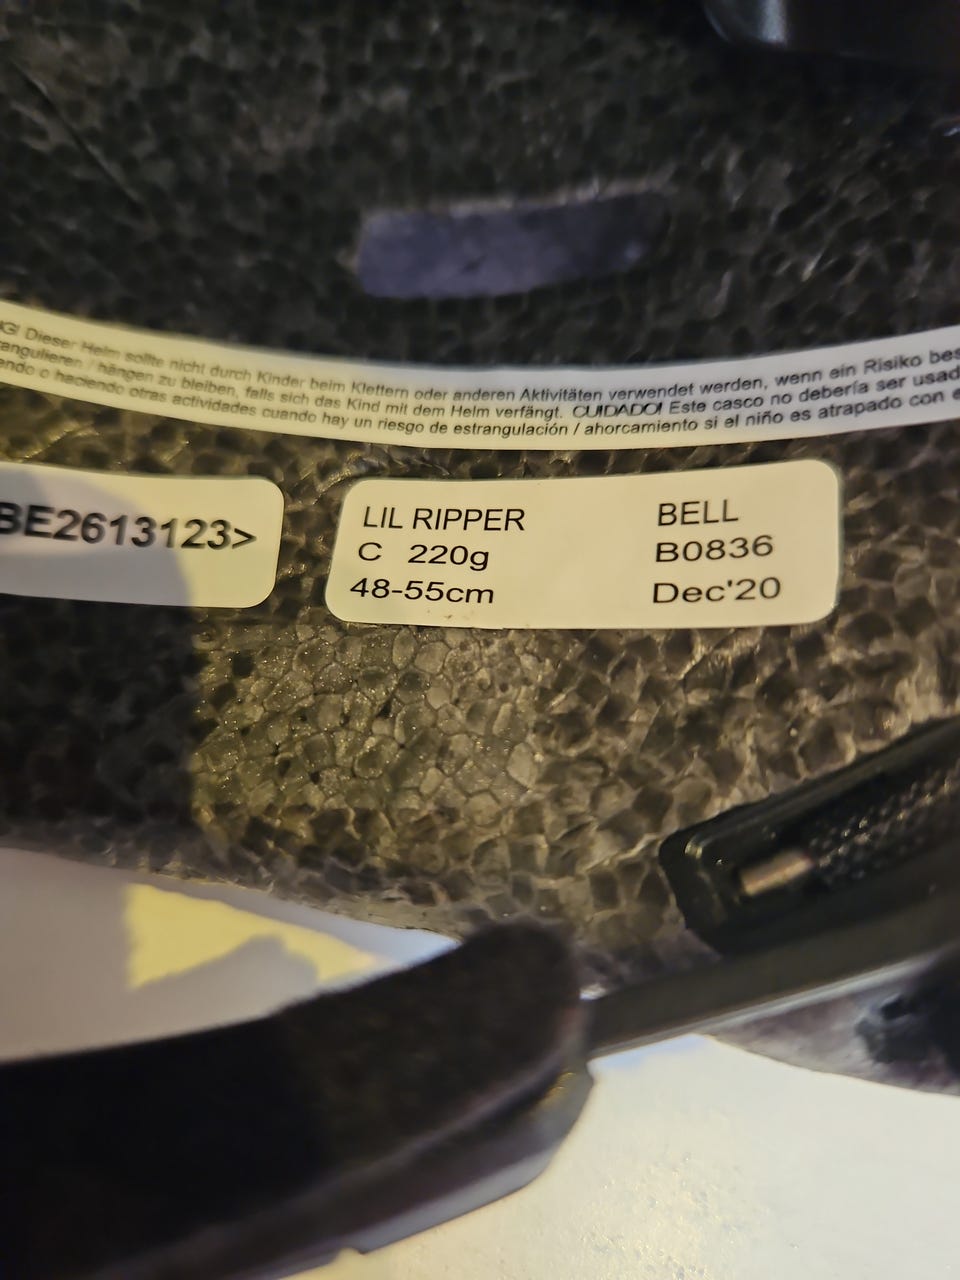 Dieser Helm sollte nicht durch Kinder beim Klettern oder anderen Aktivitäten verwendet werden, wenn ein Risiko bes
angulieren / hängen zu bleiben, falls sich das Kind mit dem Helm verfängt. CUIDADO! Este casco no debería ser usad
endo o haciendo otras actividades cuando hay un riesgo de estrangulación / ahorcamiento si el niño es atrapado con e
BE2613123>
LIL RIPPER BELL
C 220g B0836
48-55cm Dec'20